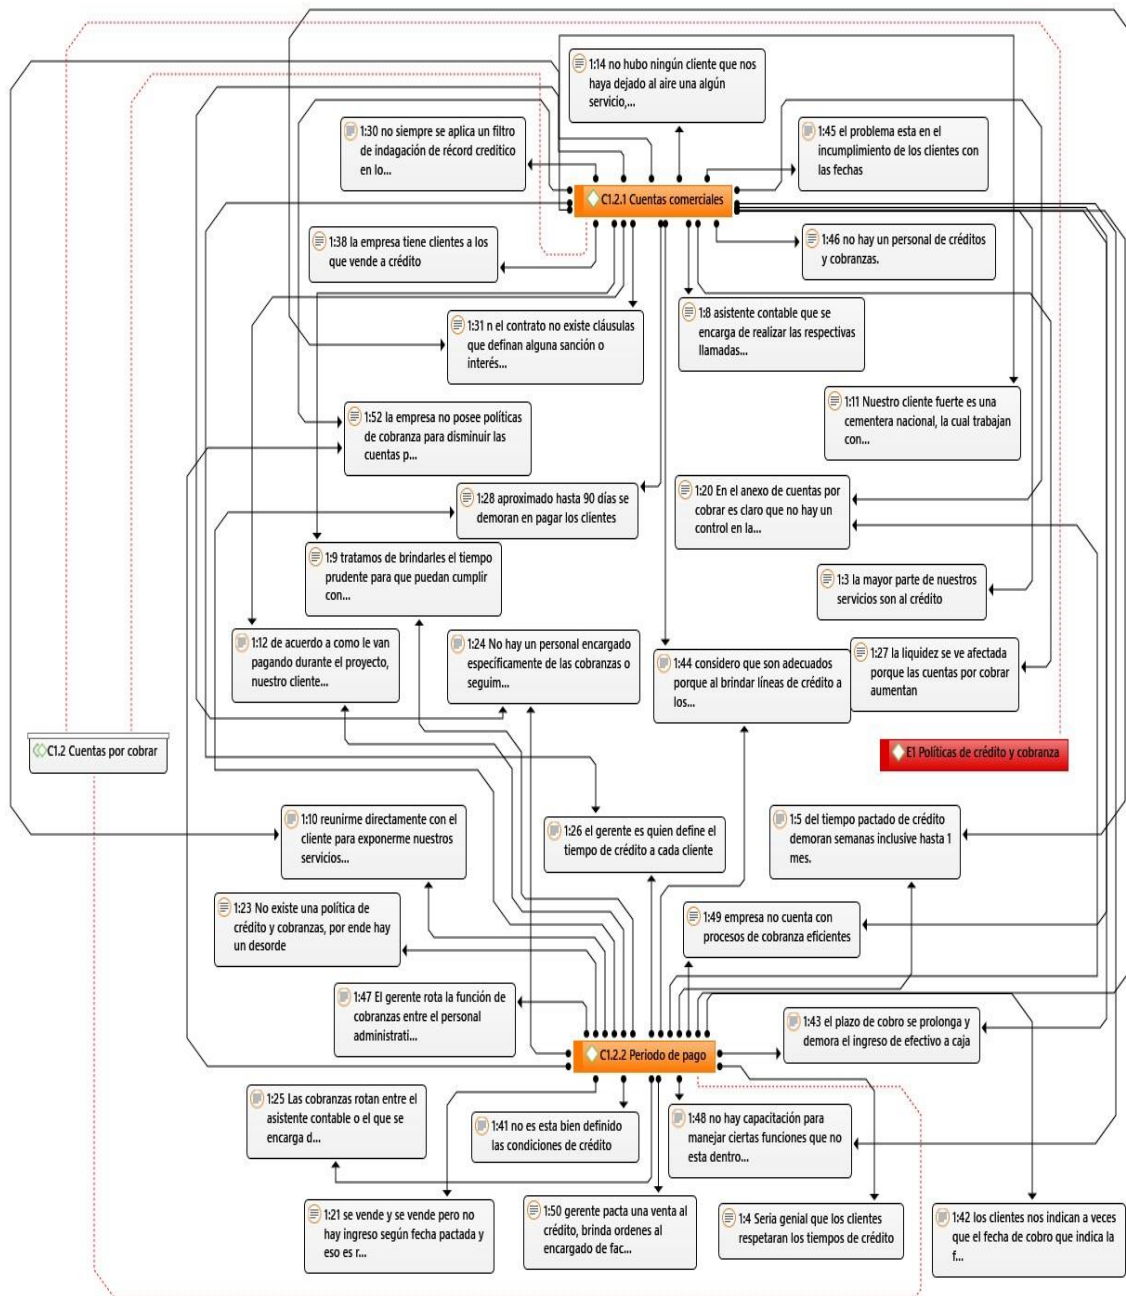 1:14 no hubo ningún cliente que nos
haya dejado al aire una algún
servicio,...
1:30 no siempre se aplica un filtro
de indagación de récord creditico
en lo...
1:45 el problema esta en el
incumplimiento de los clientes con
las fechas
C1.2.1 Cuentas comerciales
1:38 la empresa tiene clientes a los
que vende a crédito
1:46 no hay un personal de créditos
y cobranzas.
1:31 n el contrato no existe cláusulas
que definan alguna sanción o
interés...
1:8 asistente contable que se
encarga de realizar las respectivas
llamadas...
1:11 Nuestro cliente fuerte es una
cementera nacional, la cual trabajan
con...
1:52 la empresa no posee políticas
de cobranza para disminuir las
cuentas p...
1:28 aproximado hasta 90 días se
demoran en pagar los clientes
1:20 En el anexo de cuentas por
cobrar es claro que no hay un
control en la...
1:9 tratamos de brindarles el tiempo
prudente para que puedan cumplir
con...
1:3 la mayor parte de nuestros
servicios son al crédito
1:12 de acuerdo a como le van
pagando durante el proyecto,
nuestro cliente...
1:24 No hay un personal encargado
específicamente de las cobranzas o
seguim...
1:44 considero que son adecuados
porque al brindar líneas de crédito a
los...
1:27 la liquidez se ve afectada
porque las cuentas por cobrar
aumentan
C1.2 Cuentas por cobrar
E1 Políticas de crédito y cobranza
1:10 reunirme directamente con el
cliente para exponerme nuestros
servicios...
1:26 el gerente es quien define el
tiempo de crédito a cada cliente
1:5 del tiempo pactado de crédito
demoran semanas inclusive hasta 1
mes.
1:23 No existe una política de
crédito y cobranzas, por ende hay
un desorde
1:49 empresa no cuenta con
procesos de cobranza eficientes
1:47 El gerente rota la función de
cobranzas entre el personal
administrati...
1:43 el plazo de cobro se prolonga y
demora el ingreso de efectivo a caja
C1.2.2 Periodo de pago
1:25 Las cobranzas rotan entre el
asistente contable o el que se
encarga d...
1:41 no es esta bien definido
las condiciones de crédito
1:48 no hay capacitación para
manejar ciertas funciones que no
esta dentro...
1:21 se vende y se vende pero no
hay ingreso según fecha pactada y
eso es r...
1:50 gerente pacta una venta al
crédito, brinda ordenes al
encargado de fac...
1:4 Seria genial que los clientes
respetaran los tiempos de crédito
1:42 los clientes nos indican a veces
que el fecha de cobro que indica la
f...